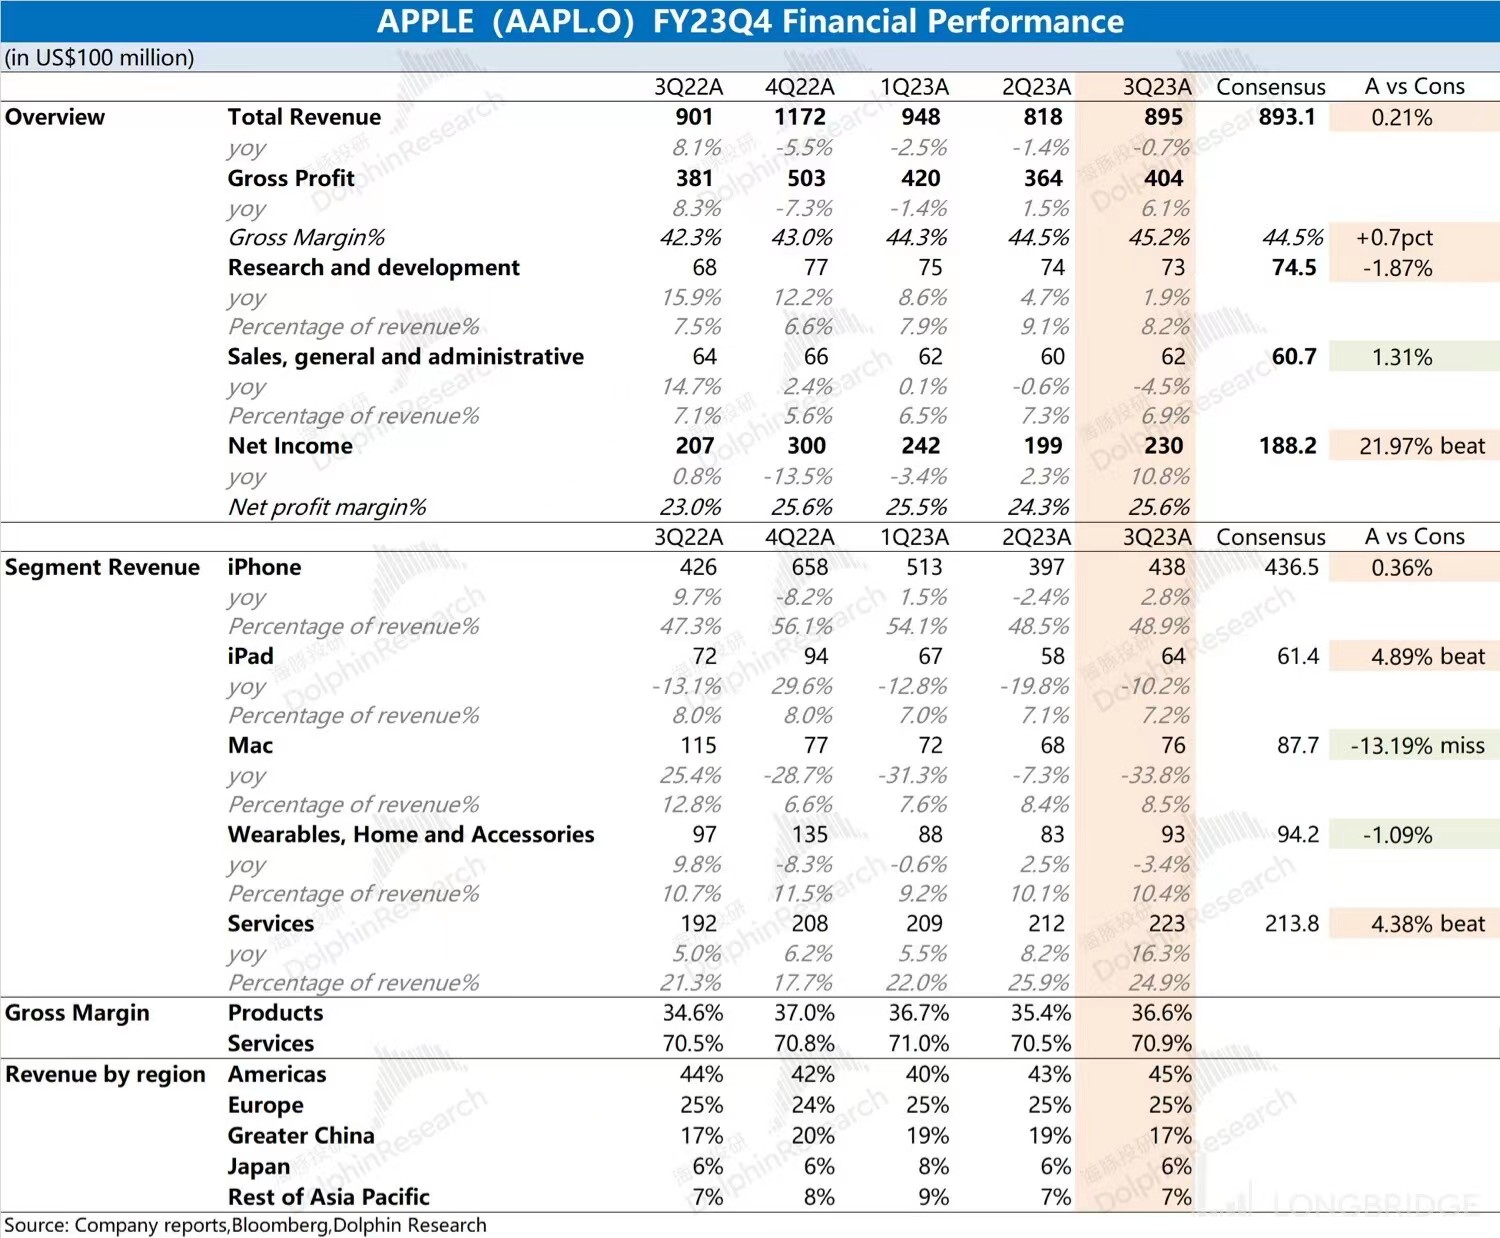 APPLE（AAPL.O）FY23Q4 Financial Performance
(in US$100 million)
3Q22A 4Q22A 1Q23A 2Q23A 3Q23A Consensus A vs Cons
Overview Total Revenue 901 1172 948 818 895 893.1 0.21%
yoy 8.1% -5.5% -2.5% -1.4% -0.7%
Gross Profit 381 503 420 364 404
yoy 8.3% -7.3% -1.4% 1.5% 6.1%
Gross Margin% 42.3% 43.0% 44.3% 44.5% 45.2% 44.5% +0.7pct
Research and development 68 77 75 74 73 74.5 -1.87%
yoy 15.9% 12.2% 8.6% 4.7% 1.9%
Percentage of revenue% 7.5% 6.6% 7.9% 9.1% 8.2%
Sales, general and administrative 64 66 62 60 62 60.7 1.31%
yoy 14.7% 2.4% 0.1% -0.6% -4.5%
Percentage of revenue% 7.1% 5.6% 6.5% 7.3% 6.9%
Net Income 207 300 242 199 230 188.2 21.97% beat
yoy 0.8% -13.5% -3.4% 2.3% 10.8%
Net profit margin% 23.0% 25.6% 25.5% 24.3% 25.6%
3Q22A 4Q22A 1Q23A 2Q23A 3Q23A Consensus A vs Cons
Segment Revenue iPhone 426 658 513 397 438 436.5 0.36%
yoy 9.7% -8.2% 1.5% -2.4% 2.8%
Percentage of revenue% 47.3% 56.1% 54.1% 48.5% 48.9%
iPad 72 94 67 58 64 61.4 4.89% beat
yoy -13.1% 29.6% -12.8% -19.8% -10.2%
Percentage of revenue% 8.0% 8.0% 7.0% 7.1% 7.2%
Mac 115 77 72 68 76 87.7 -13.19% miss
yoy 25.4% -28.7% -31.3% -7.3% -33.8%
Percentage of revenue% 12.8% 6.6% 7.6% 8.4% 8.5%
Wearables, Home and Accessories 97 135 88 83 93 94.2 -1.09%
yoy 9.8% -8.3% -0.6% 2.5% -3.4%
Percentage of revenue% 10.7% 11.5% 9.2% 10.1% 10.4%
Services 192 208 209 212 223 213.8 4.38% beat
yoy 5.0% 6.2% 5.5% 8.2% 16.3%
Percentage of revenue% 21.3% 17.7% 22.0% 25.9% 24.9%
Gross Margin Products 34.6% 37.0% 36.7% 35.4% 36.6%
Services 70.5% 70.8% 71.0% 70.5% 70.9%
Revenue by region Americas 44% 42% 40% 43% 45%
Europe 25% 24% 25% 25% 25%
Greater China 17% 20% 19% 19% 17%
Japan 6% 6% 8% 6% 6%
Rest of Asia Pacific 7% 8% 9% 7% 7%
LONGBRIDGE
Source: Company reports,Bloomberg,Dolphin Research
海豚投研
DolphinResearch